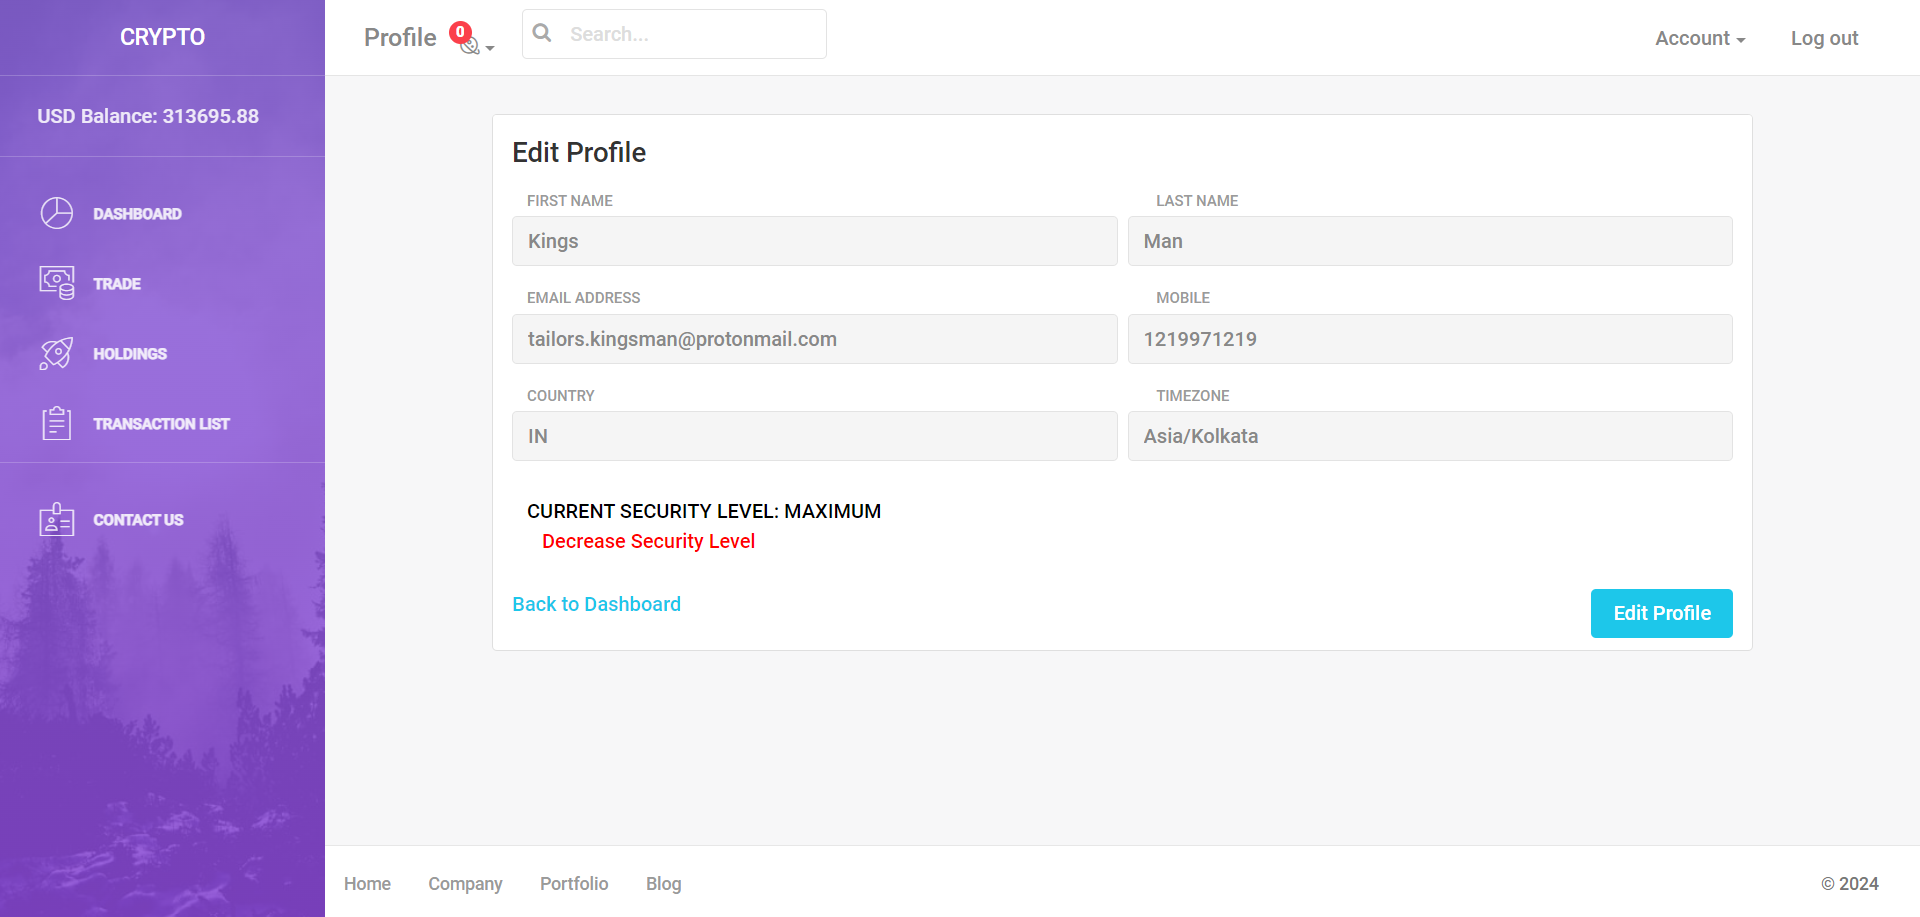 CRYPTO
USD Balance: 313695.88
DASHBOARD
TRADE
HOLDINGS
TRANSACTION LIST
CONTACT US
Profile 0 Search... Account Log out
Edit Profile
FIRST NAME LAST NAME
Kings Man
EMAIL ADDRESS MOBILE
tailors.kingsman@protonmail.com 1219971219
COUNTRY TIMEZONE
IN Asia/Kolkata
CURRENT SECURITY LEVEL: MAXIMUM
Decrease Security Level
Back to Dashboard Edit Profile
Home Company Portfolio Blog © 2024